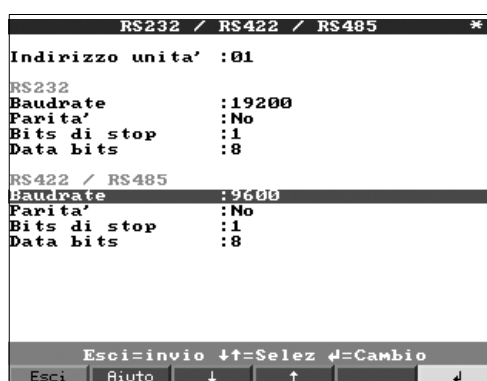 RS232 / RS422 / RS485 *
Indirizzo unita' :01
RS232
Baudrate :19200
Parita' :No
Bits di stop :1
Data bits :8
RS422 / RS485
Baudrate :9600
Parita' :No
Bits di stop :1
Data bits :8
Esci=invio ↓↑=Selez ↵=Cambio
Esci Aiuto ↓ ↑ ↵